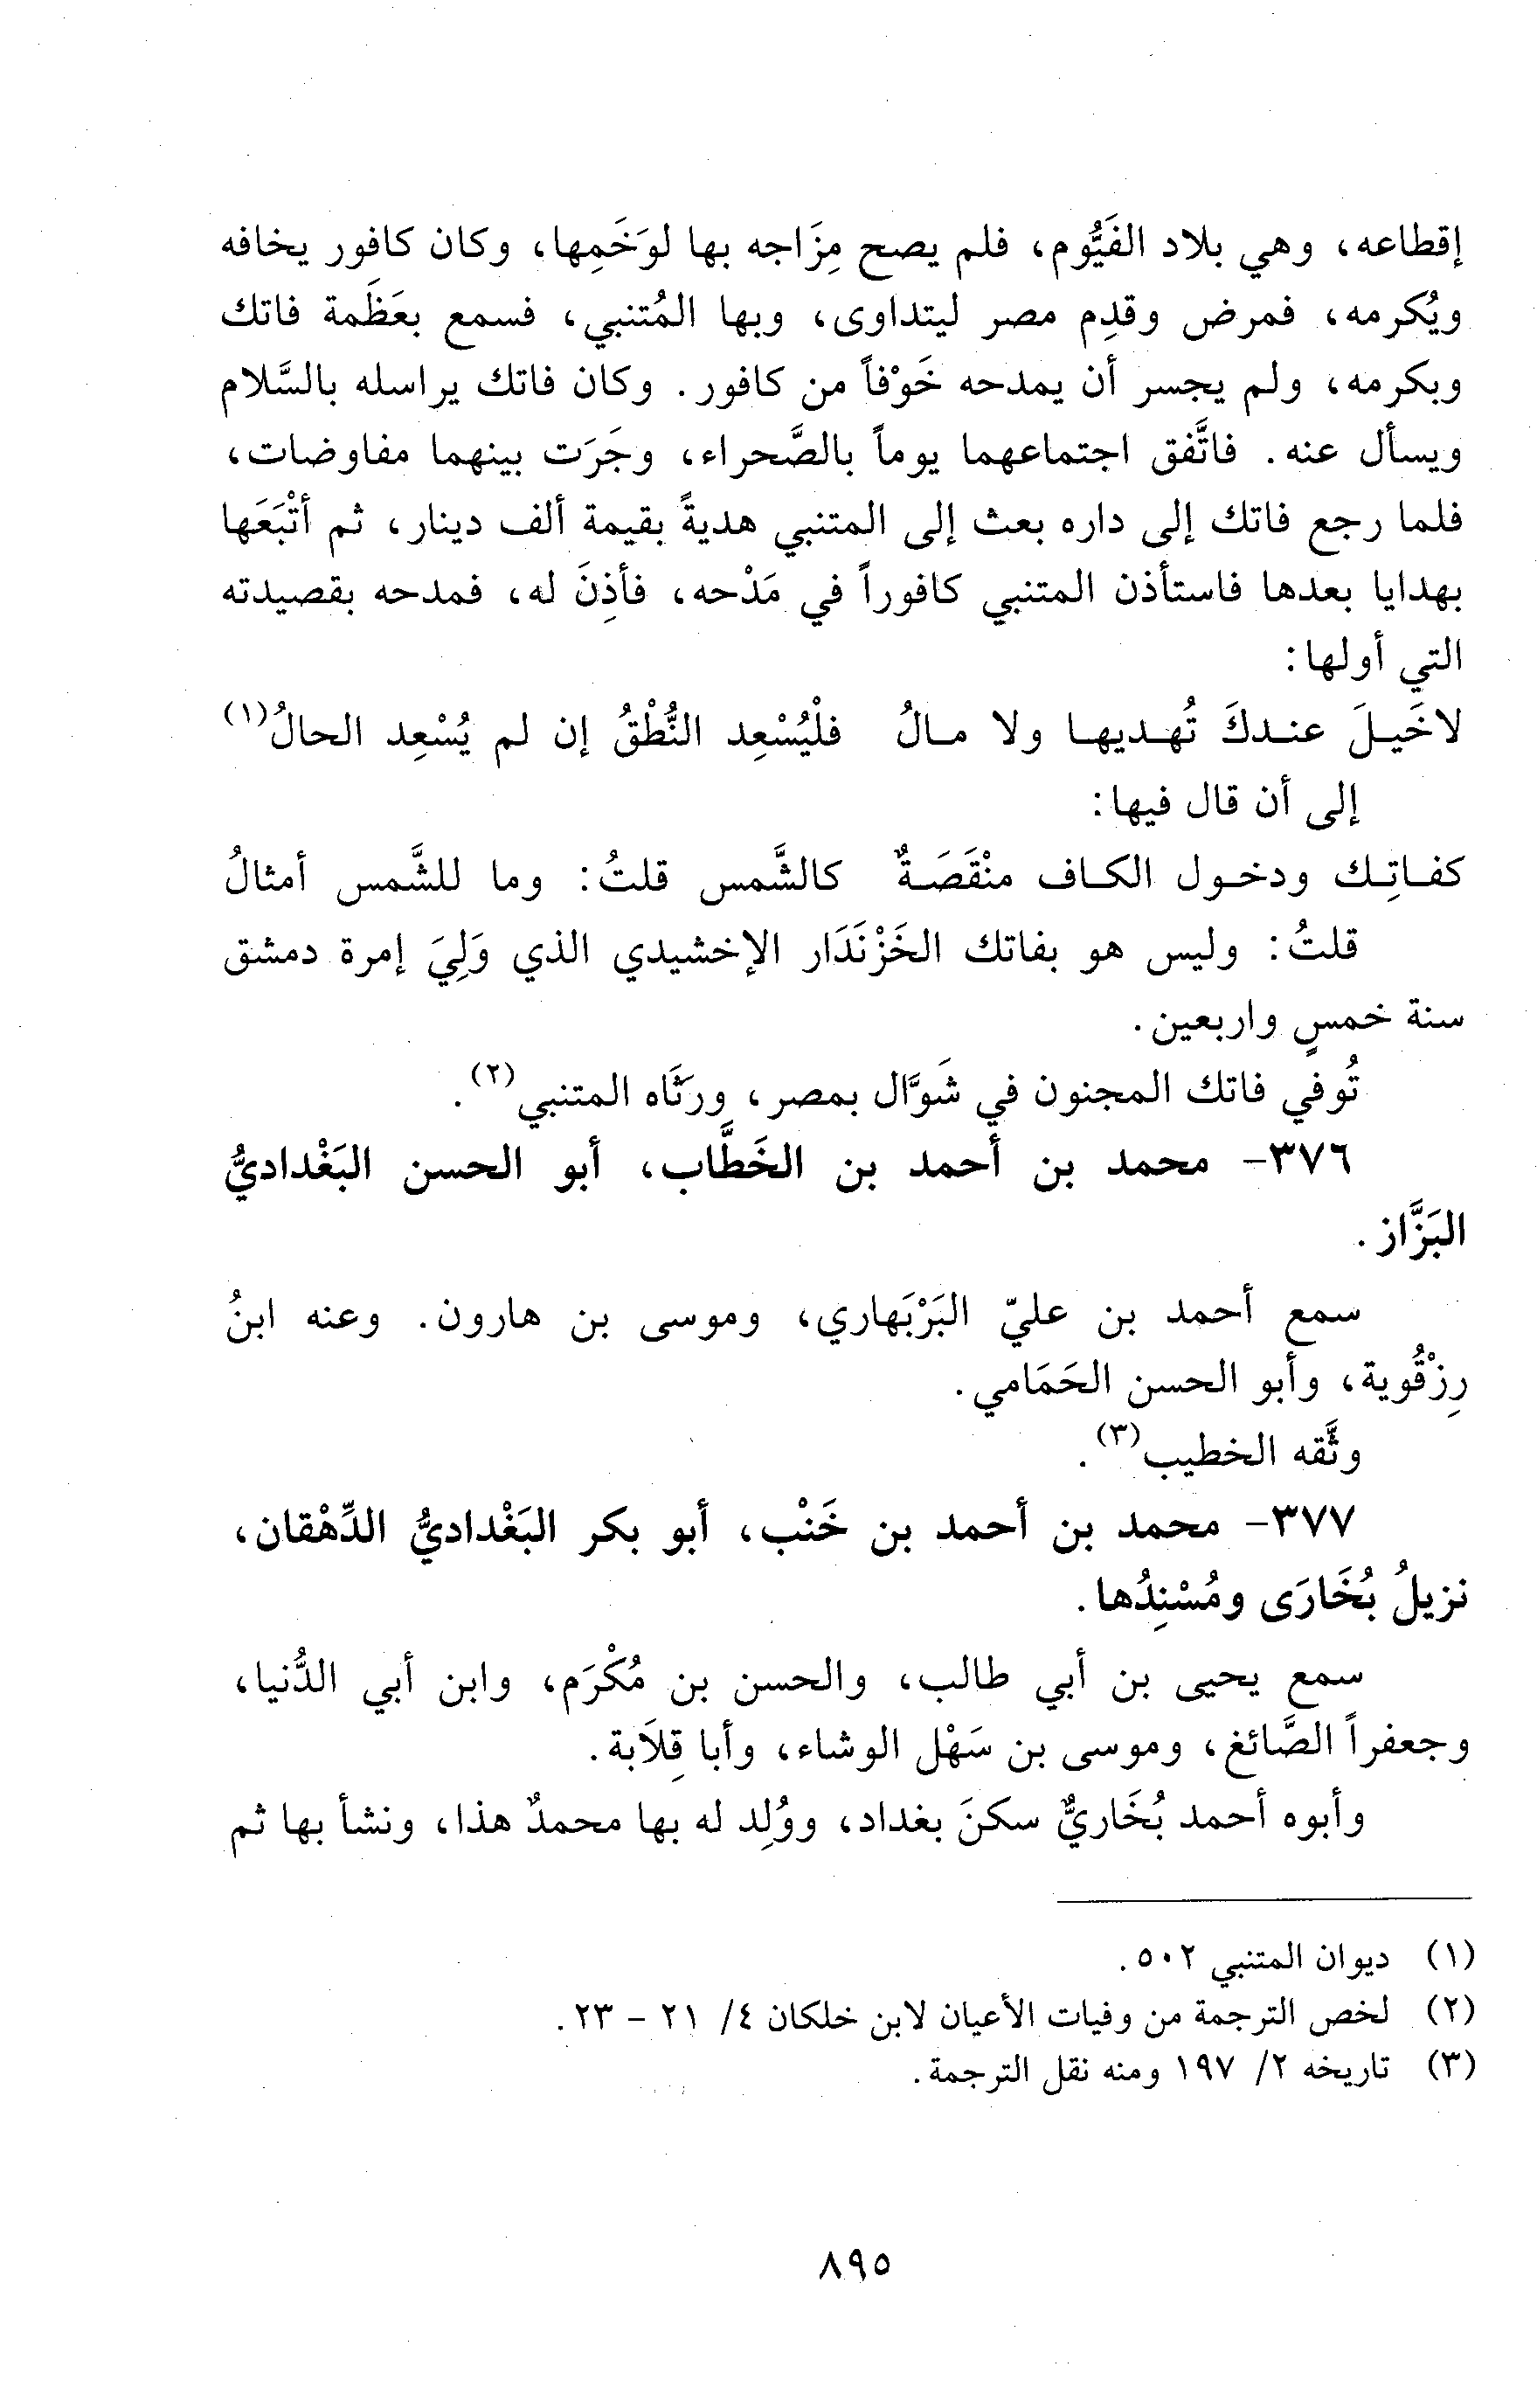 إقطاعه، وهي بلاد الفَيُّوم، فلم يصح مِزَاجه بها لوَخَمِها، وكان كافور يخافه
ويُكرمه، فمرض وقدِم مصر ليتداوى، وبها المُتنبي، فسمع بعَظَمة فاتك
وبكرمه، ولم يجسر أن يمدحه خَوْفاً من كافور. وكان فاتك يراسله بالسَّلام
ويسأل عنه. فاتَّفق اجتماعهما يوماً بالصَّحراء، وجَرَت بينهما مفاوضات،
فلما رجع فاتك إلى داره بعث إلى المتنبي هديةً بقيمة ألف دينار، ثم أتْبَعَها
بهدايا بعدها فاستأذن المتنبي كافوراً في مَدْحه، فأذِنَ له، فمدحه بقصيدته
التي أولها:
لاخَيـلَ عنـدكَ تُهـديهـا ولا مـالُ فلْيُسْعِد النُّطْقُ إن لم يُسْعِد الحالُ(١)
إلى أن قال فيها:
كفـاتِـك ودخـول الكـاف منْقَصَـةٌ كالشَّمس قلتُ: وما للشَّمس أمثالُ
قلتُ: وليس هو بفاتك الخَزْنَدَار الإخشيدي الذي وَلِيَ إمرة دمشق
سنة خمسٍ واربعين.
تُوفي فاتك المجنون في شَوَّال بمصر، ورثَاه المتنبي(٢).
٣٧٦- محمد بن أحمد بن الخَطَّاب، أبو الحسن البَغْداديُّ
البَزَّاز.
سمع أحمد بن عليّ البَرْبَهاري، وموسى بن هارون. وعنه ابنُ
رِزْقُوية، وأبو الحسن الحَمَامي.
وثَّقه الخطيب(٣).
٣٧٧- محمد بن أحمد بن خَنْب، أبو بكر البَغْداديُّ الدِّهْقان،
نزيلُ بُخَارَى ومُسْنِدُها.
سمع يحيى بن أبي طالب، والحسن بن مُكْرَم، وابن أبي الدُّنيا،
وجعفراً الصَّائغ، وموسى بن سَهْل الوشاء، وأبا قِلاَبة.
وأبوه أحمد بُخَاريٌّ سكنَ بغداد، ووُلِد له بها محمدٌ هذا، ونشأ بها ثم
(١) ديوان المتنبي ٥٠٢.
(٢) لخص الترجمة من وفيات الأعيان لابن خلكان ٤/ ٢١ – ٢٣.
(٣) تاريخه ٢/ ١٩٧ ومنه نقل الترجمة.
٨٩٥